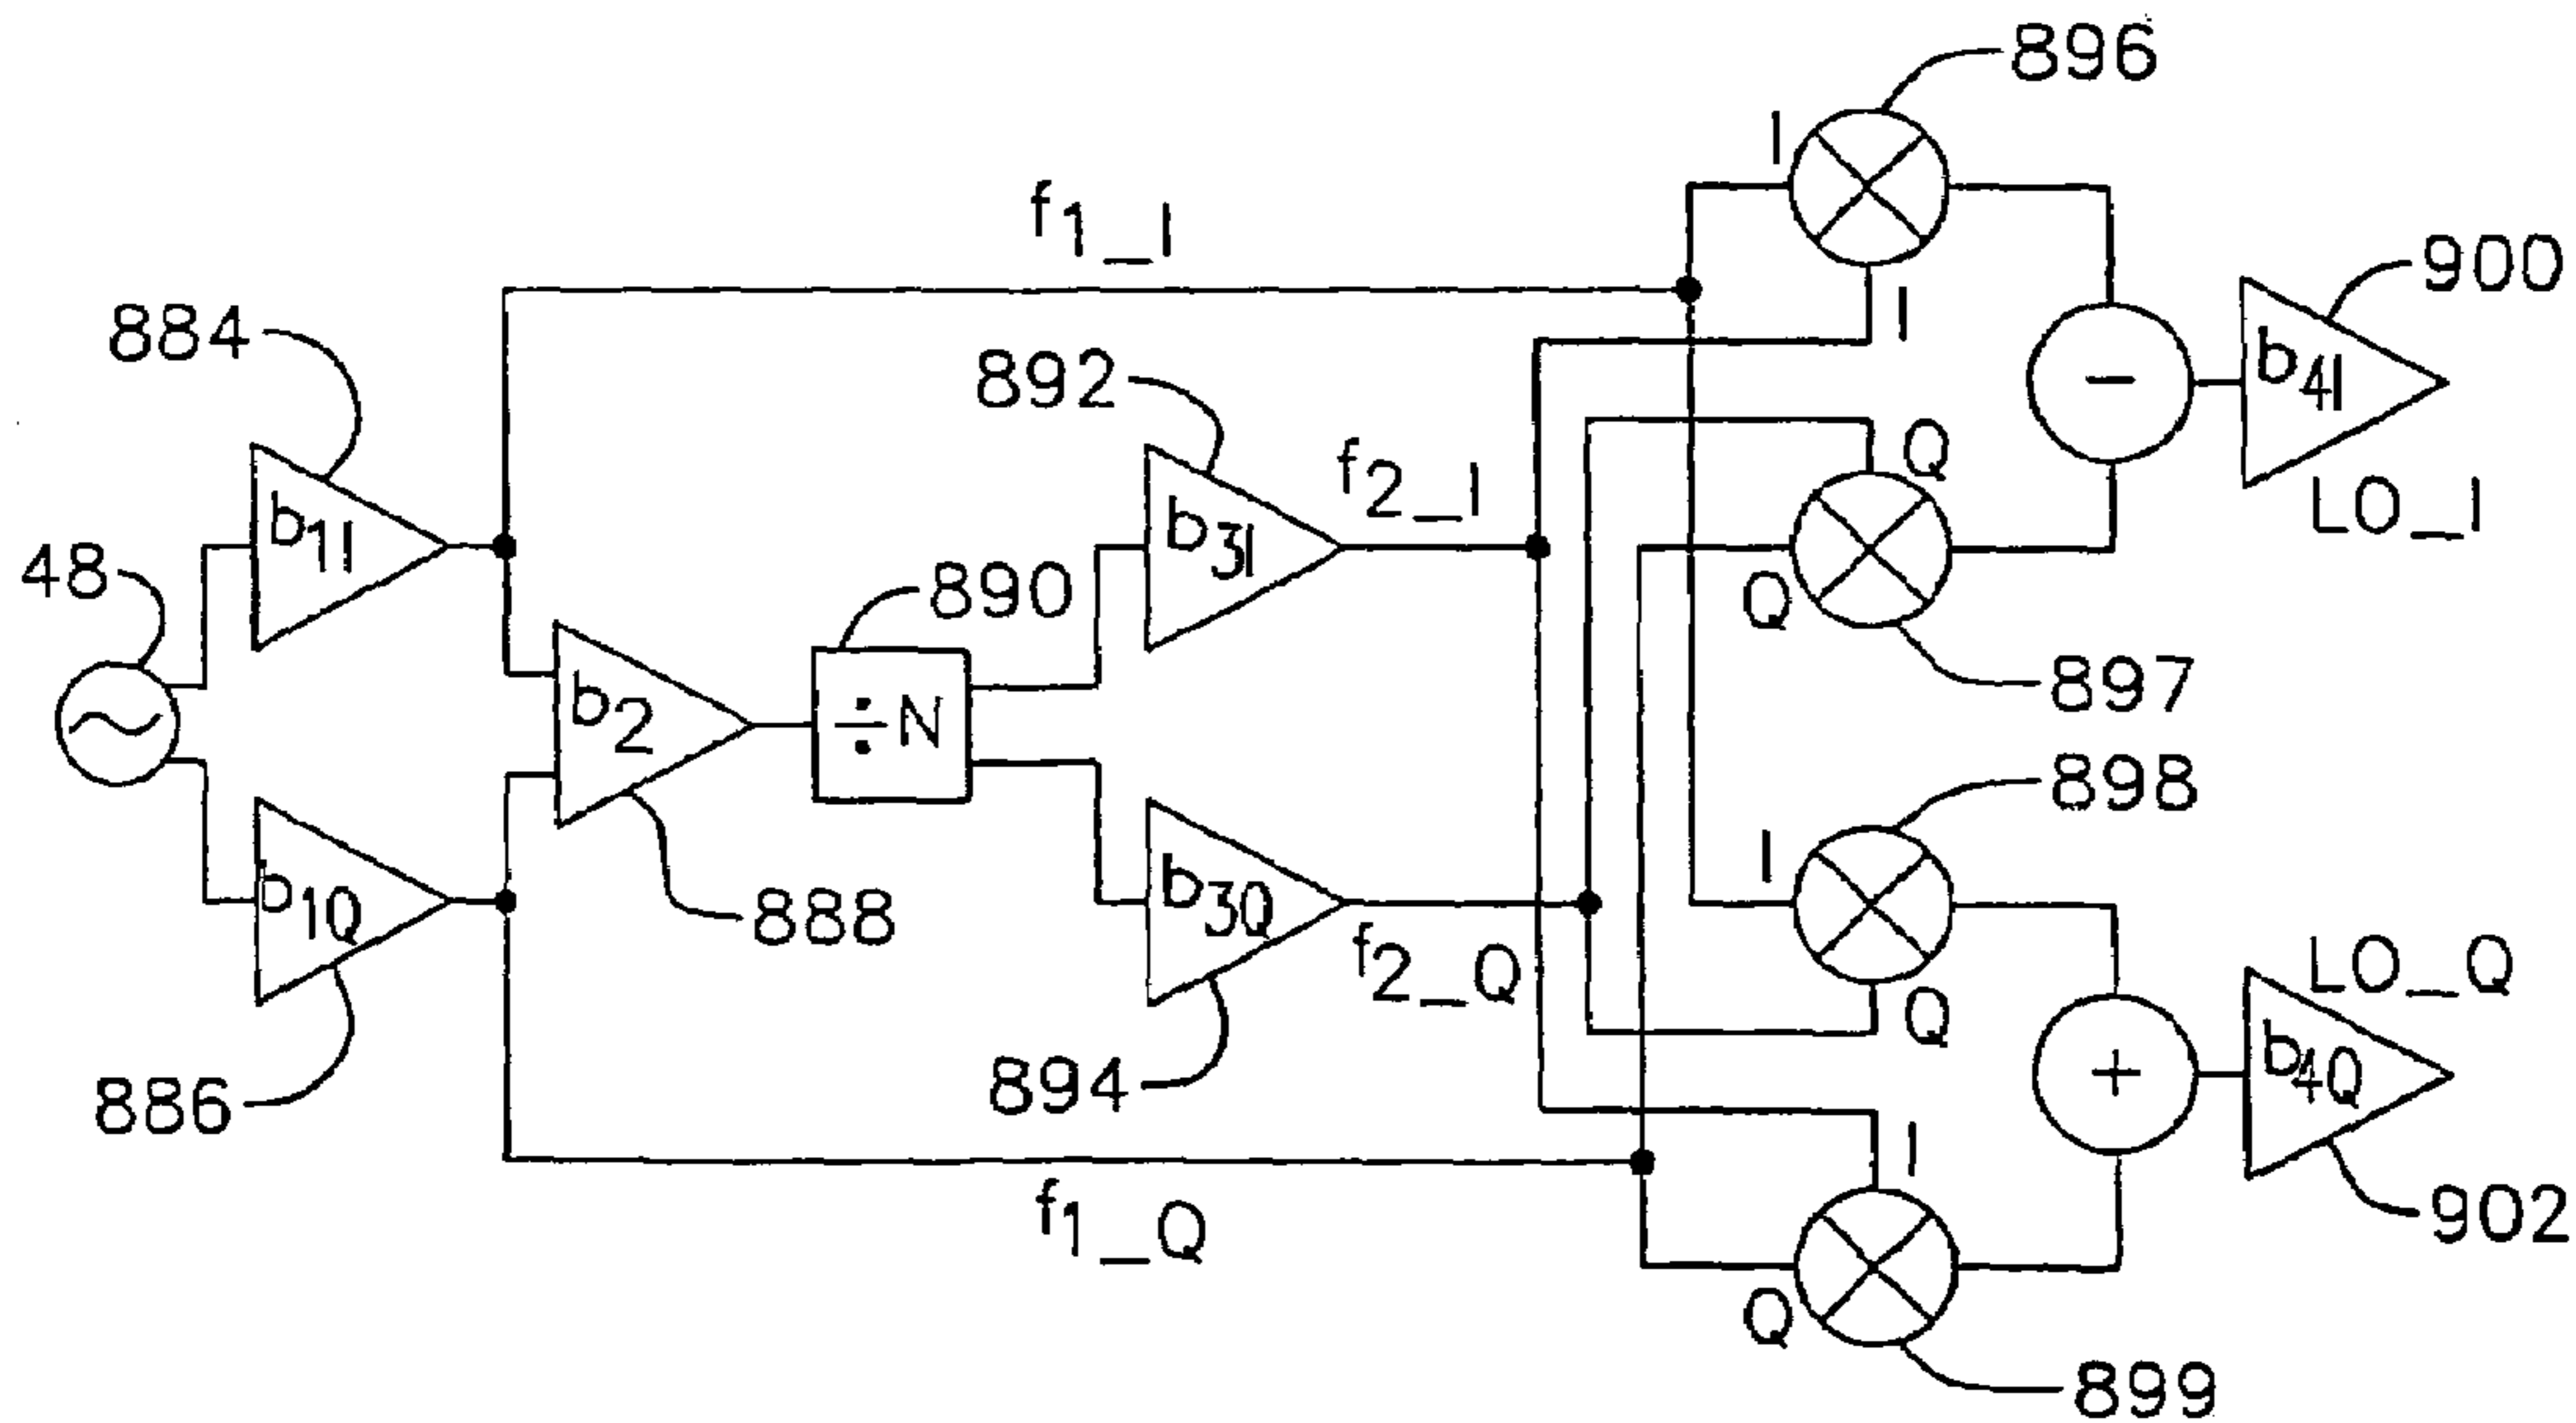 896
f1_I
I
900
884
I
892
b4I
f2_I
Q
LO_I
48
b1I
b3I
890
Q
897
b2
÷N
898
I
b1Q
888
b3Q
f2_Q
LO_Q
Q
b4Q
894
886
I
f1_Q
902
Q
899
−
+